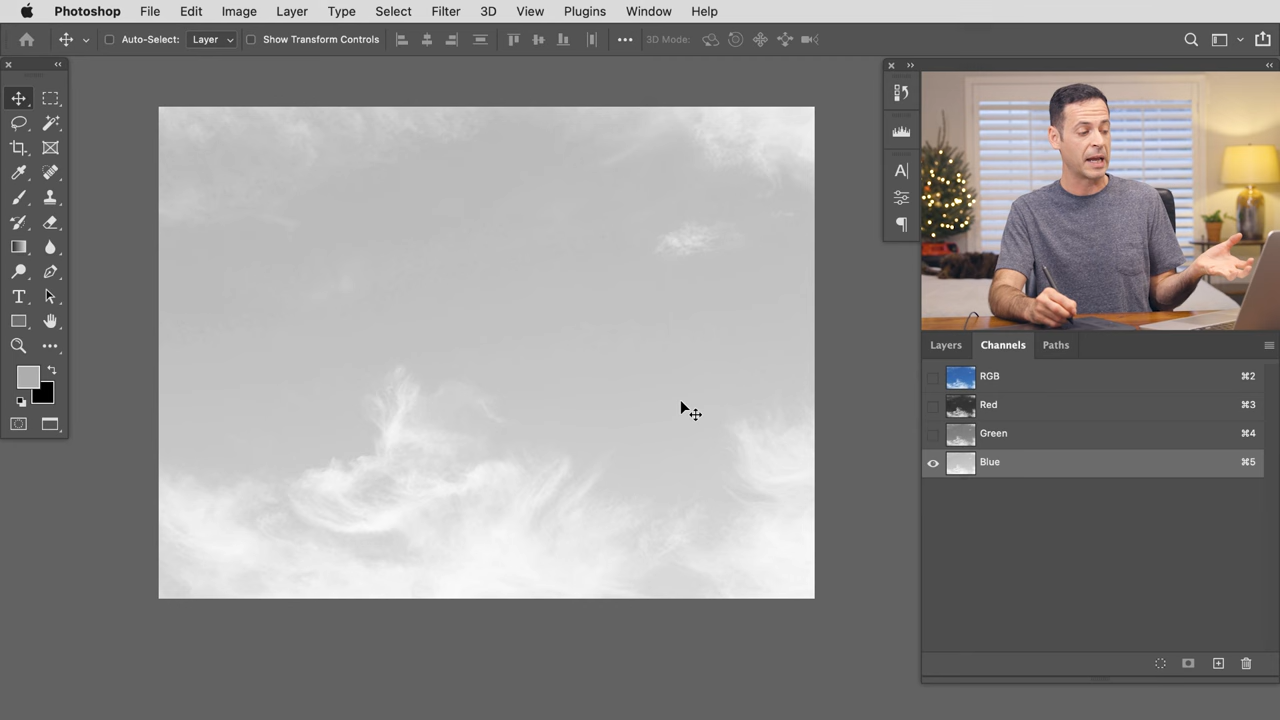 Photoshop File Edit Image Layer Type Select Filter 3D View Plugins Window Help
Auto-Select: Layer Show Transform Controls 3D Mode:
Layers Channels Paths
RGB ⌘2
Red ⌘3
Green ⌘4
Blue ⌘5